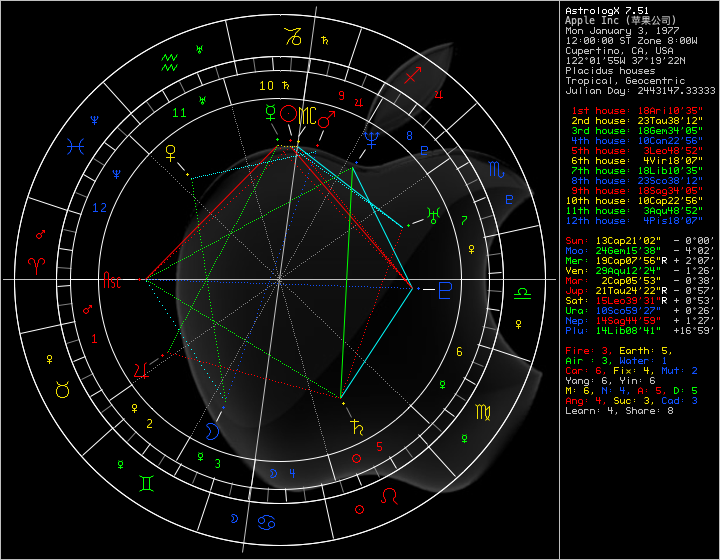 10
9
11
MC
8
12
7
Asc
1
6
2
5
3
4
AstrologX 7.51
Apple Inc (苹果公司)
Mon January 3, 1977
12:00:00 ST Zone 8:00W
Cupertino, CA, USA
122°01'55W 37°19'22N
Placidus houses
Tropical, Geocentric
Julian Day: 2443147.33333
1st house: 18Ari10'35"
2nd house: 23Tau38'12"
3rd house: 18Gem34'05"
4th house: 10Can22'56"
5th house: 3Leo48'52"
6th house: 4Vir18'07"
7th house: 18Lib10'35"
8th house: 23Sco38'12"
9th house: 18Sag34'05"
10th house: 10Cap22'56"
11th house: 3Aqu48'52"
12th house: 4Pis18'07"
Sun: 13Cap21'02" - 0°00'
Moo: 24Gem15'38" - 4°02'
Mer: 19Cap07'56"R + 2°07'
Ven: 29Aqu12'24" - 1°26'
Mar: 2Cap05'53" - 0°38'
Jup: 21Tau24'22"R - 0°57'
Sat: 15Leo39'31"R + 0°53'
Ura: 10Sco59'27" + 0°26'
Nep: 14Sag44'59" + 1°27'
Plu: 14Lib08'41" +16°59'
Fire: 3, Earth: 5,
Air : 3, Water: 1
Car: 6, Fix: 4, Mut: 2
Yang: 6, Yin: 6
M: 6, N: 4, A: 5, D: 5
Ang: 4, Suc: 3, Cad: 3
Learn: 4, Share: 8